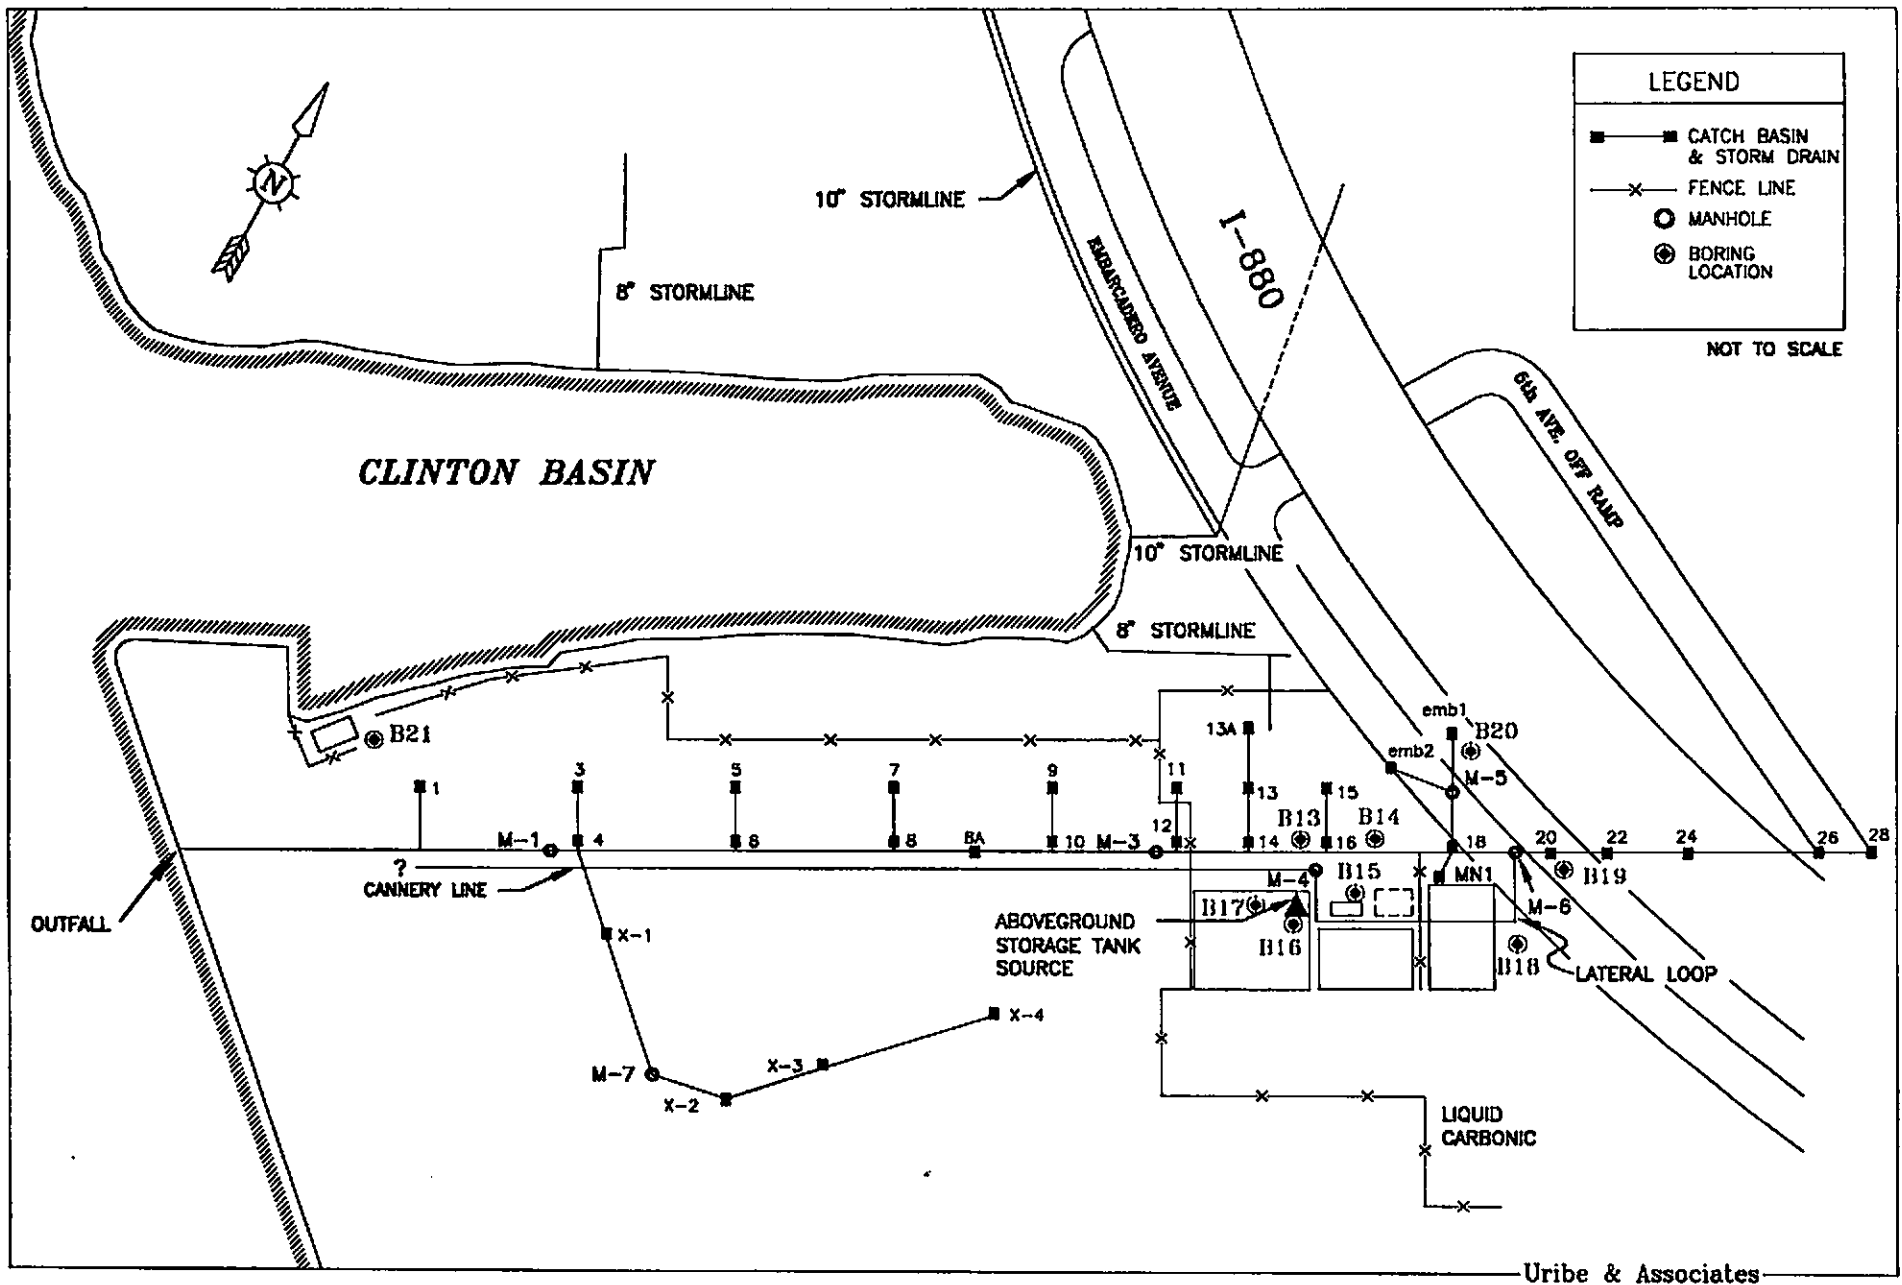 LEGEND
CATCH BASIN
& STORM DRAIN
FENCE LINE
MANHOLE
BORING
LOCATION
NOT TO SCALE
N
10" STORMLINE
8" STORMLINE
EMBARCADERO AVENUE
I-880
6th AVE. OFF RAMP
CLINTON BASIN
10" STORMLINE
8" STORMLINE
emb1
B20
13A
emb2
M-5
B21
1
3
5
7
9
11
13
15
B13
B14
M-1
4
6
8
8A
10
M-3
12
14
16
18
20
22
24
26
28
?
CANNERY LINE
M-4
B15
MN1
B19
OUTFALL
X-1
ABOVEGROUND
STORAGE TANK
SOURCE
B17
B16
M-6
B18
LATERAL LOOP
X-4
M-7
X-3
X-2
LIQUID
CARBONIC
Uribe & Associates